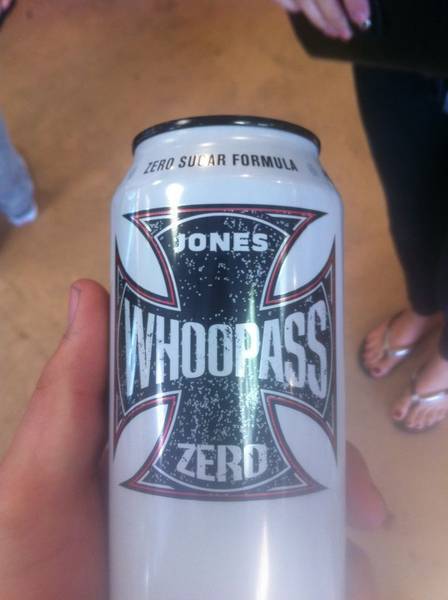 ZERO SUGAR FORMULA
JONES
WHOOPASS
ZERO